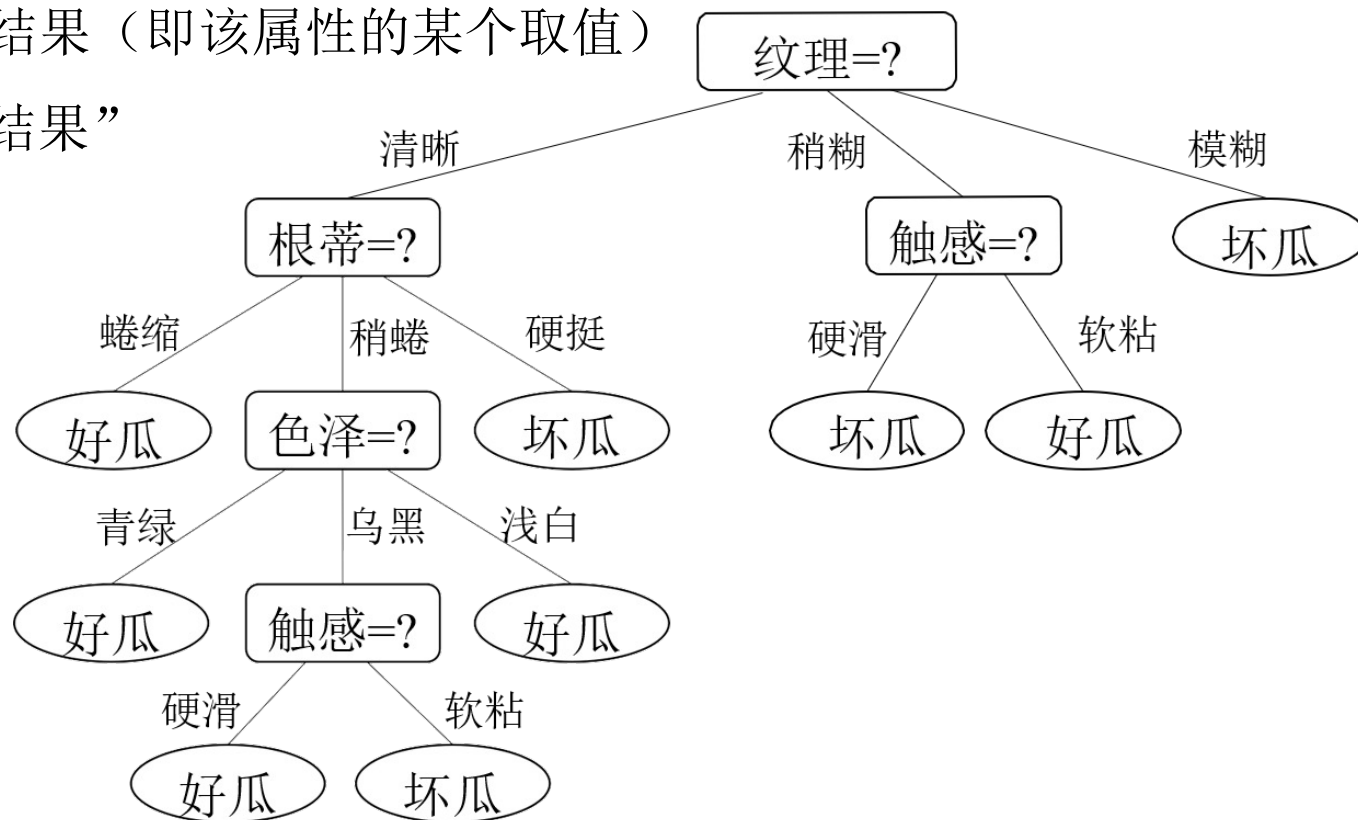 结果（即该属性的某个取值）
纹理=?
结果”
清晰 稍糊 模糊
根蒂=? 触感=? 坏瓜
蜷缩 稍蜷 硬挺 硬滑 软粘
好瓜 色泽=? 坏瓜 坏瓜 好瓜
青绿 乌黑 浅白
好瓜 触感=? 好瓜
硬滑 软粘
好瓜 坏瓜